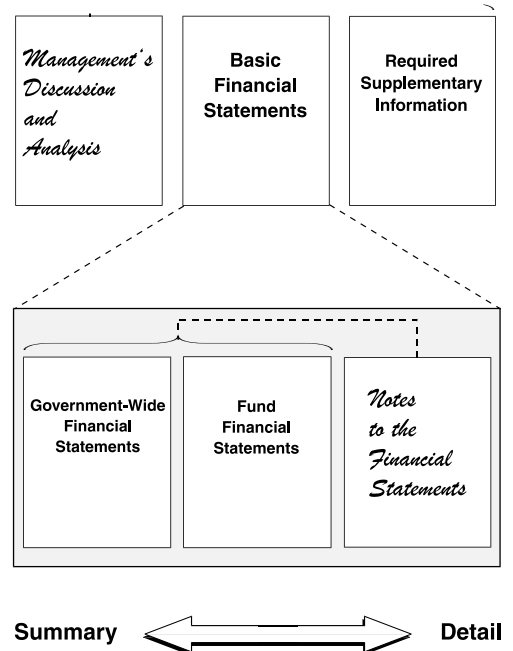 Management's
Discussion
and
Analysis
Basic
Financial
Statements
Required
Supplementary
Information
Government-Wide
Financial
Statements
Fund
Financial
Statements
Notes
to the
Financial
Statements
Summary
Detail